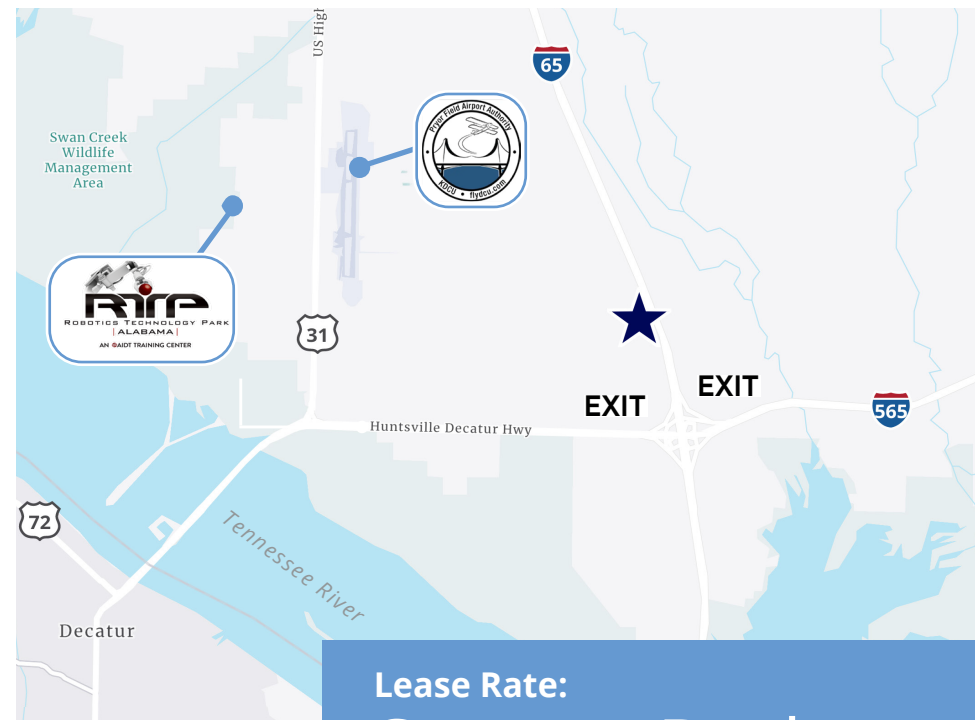 US High
65
Pryor Field Airport Authority
KDCU • flydcu.com
Swan Creek
Wildlife
Management
Area
RTP
ROBOTICS TECHNOLOGY PARK
| ALABAMA |
AN AIDT TRAINING CENTER
31
EXIT
EXIT
565
Huntsville Decatur Hwy
72
Tennessee River
Decatur
Lease Rate: